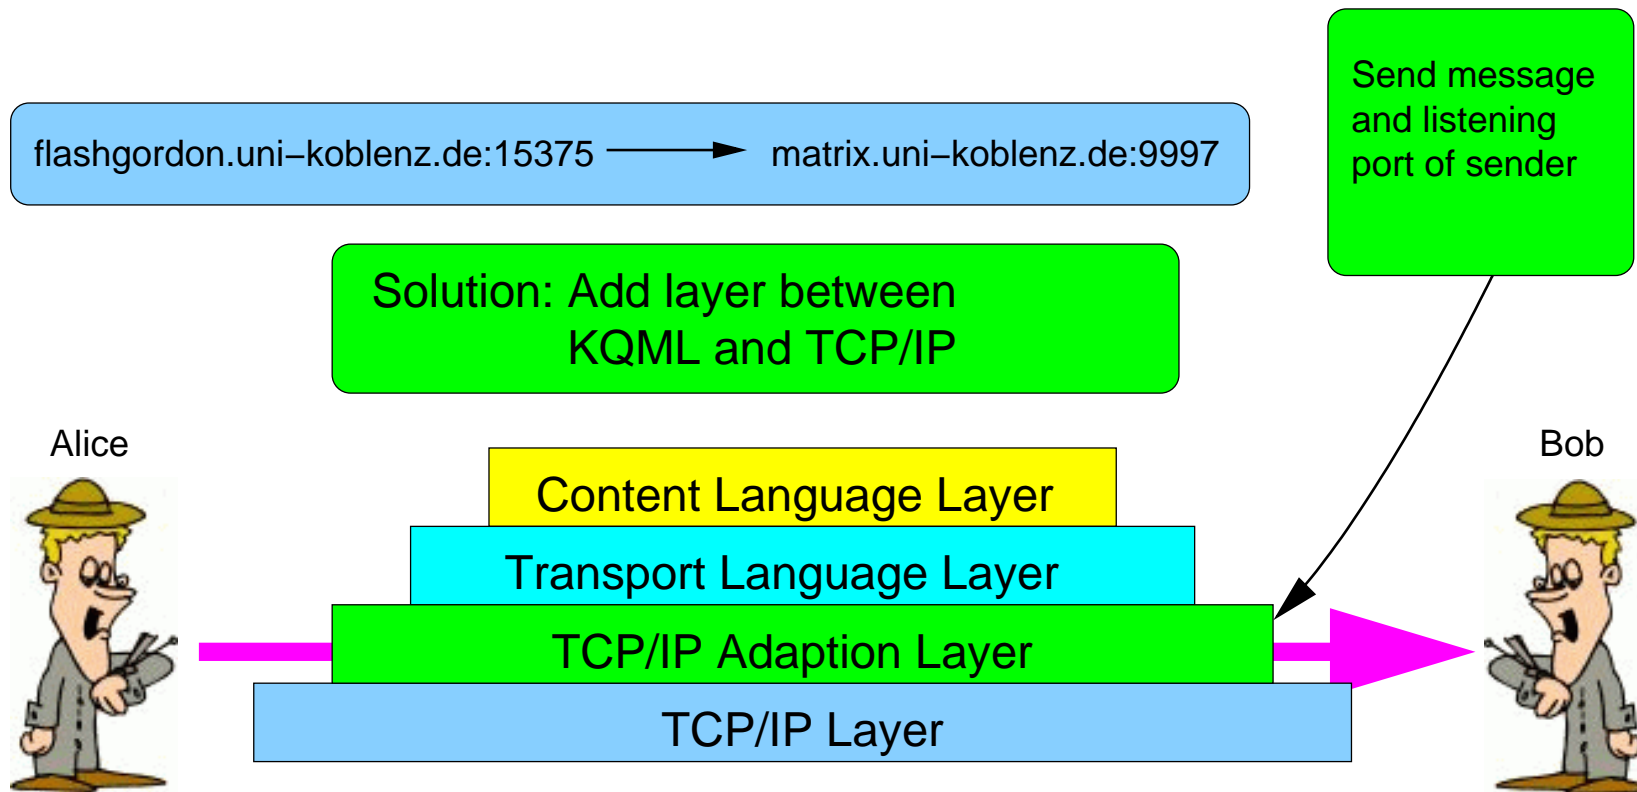 Send message
and listening
port of sender
flashgordon.uni−koblenz.de:15375 matrix.uni−koblenz.de:9997
Solution: Add layer between
KQML and TCP/IP
Alice
Bob
Content Language Layer
Transport Language Layer
TCP/IP Adaption Layer
TCP/IP Layer